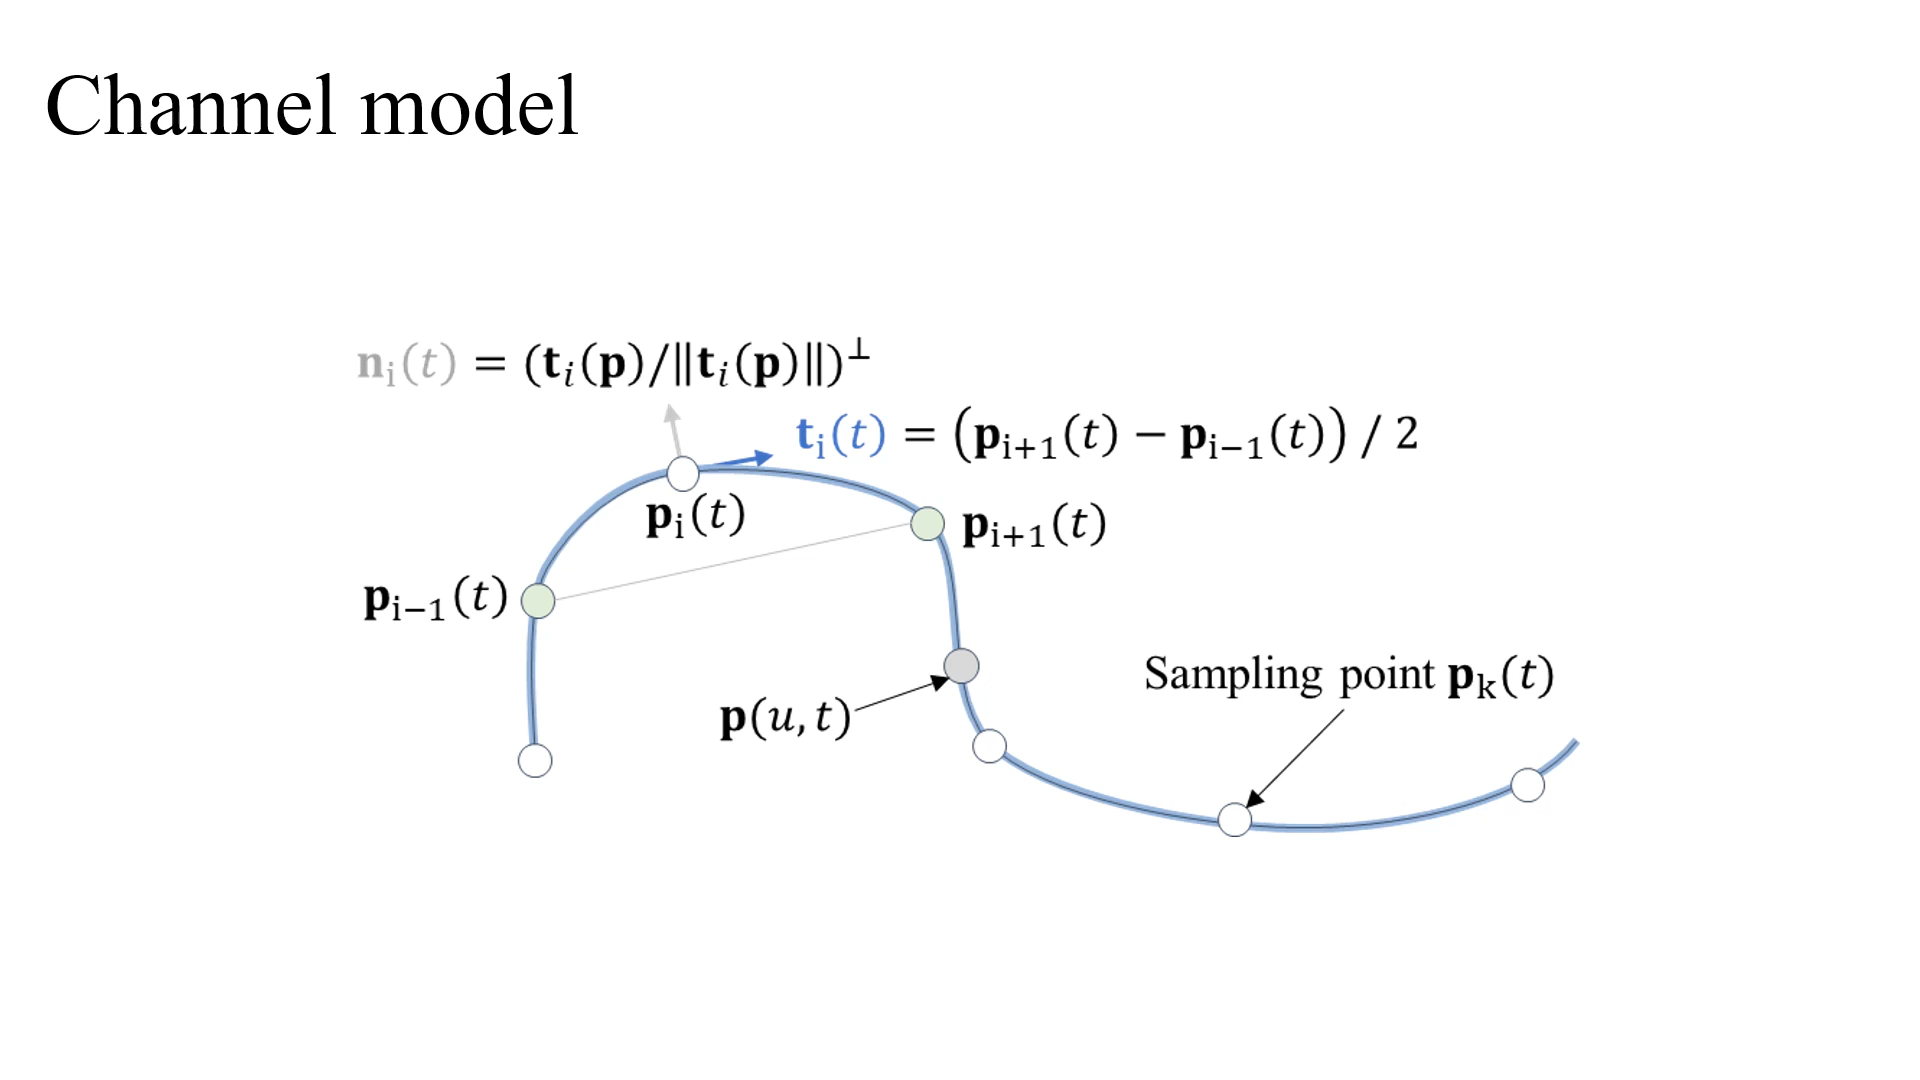 Channel model
𝐧ᵢ(𝑡) = (𝐭ᵢ(𝐩)/‖𝐭ᵢ(𝐩)‖)^⊥
𝐭ᵢ(𝑡) = (𝐩ᵢ₊₁(𝑡) − 𝐩ᵢ₋₁(𝑡)) / 2
𝐩ᵢ(𝑡)
𝐩ᵢ₊₁(𝑡)
𝐩ᵢ₋₁(𝑡)
Sampling point 𝐩ₖ(𝑡)
𝐩(𝑢, 𝑡)